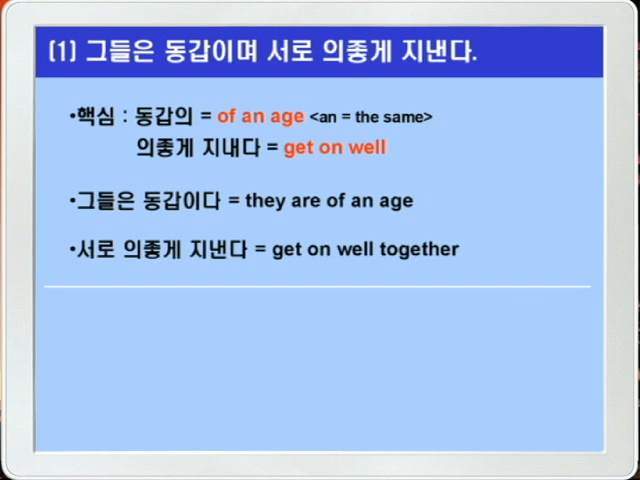 (1) 그들은 동갑이며 서로 의좋게 지낸다.
•핵심 : 동갑의 = of an age <an = the same>
의좋게 지내다 = get on well
•그들은 동갑이다 = they are of an age
•서로 의좋게 지낸다 = get on well together